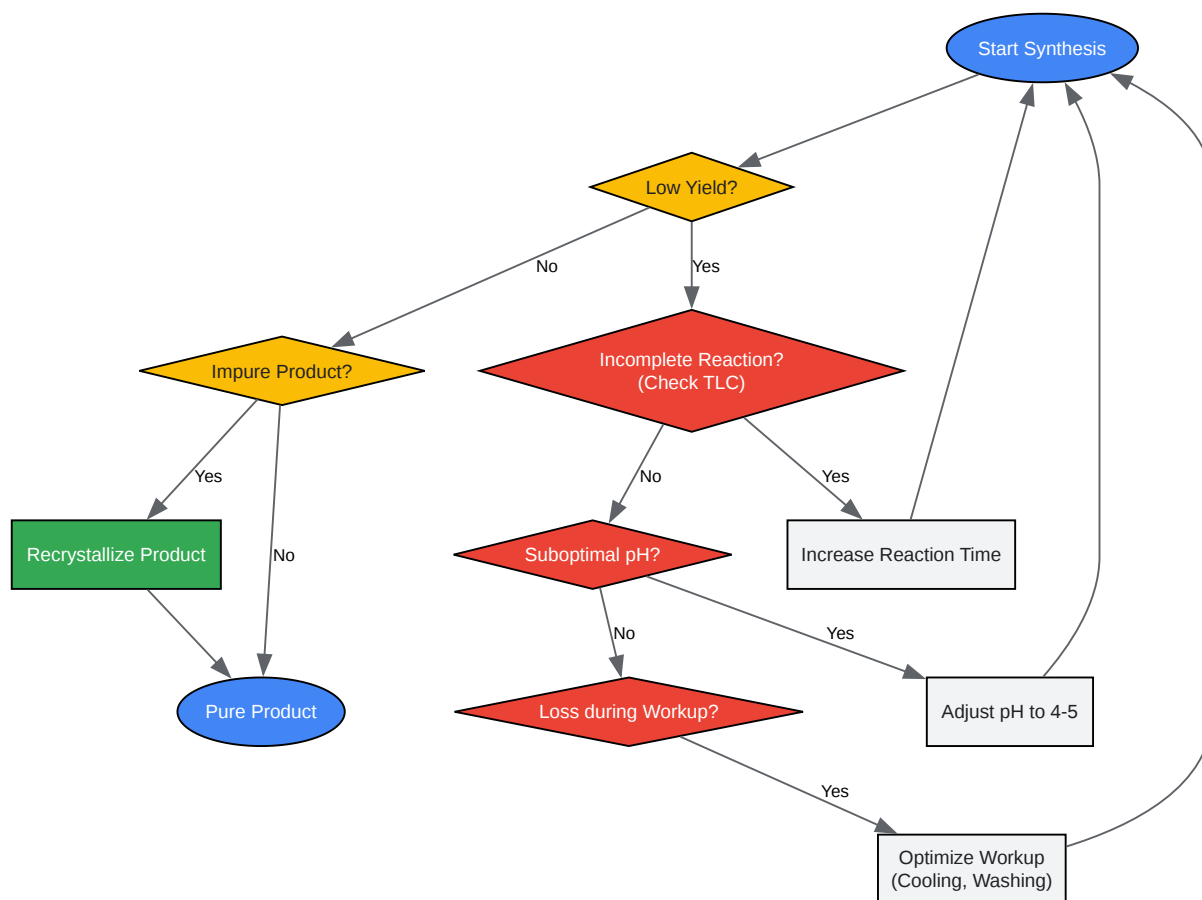 Start Synthesis
Low Yield?
No
Yes
Impure Product?
Incomplete Reaction?
(Check TLC)
Yes
No
Yes
Recrystallize Product
No
Suboptimal pH?
Increase Reaction Time
No
Yes
Pure Product
Loss during Workup?
Adjust pH to 4-5
Yes
Optimize Workup
(Cooling, Washing)